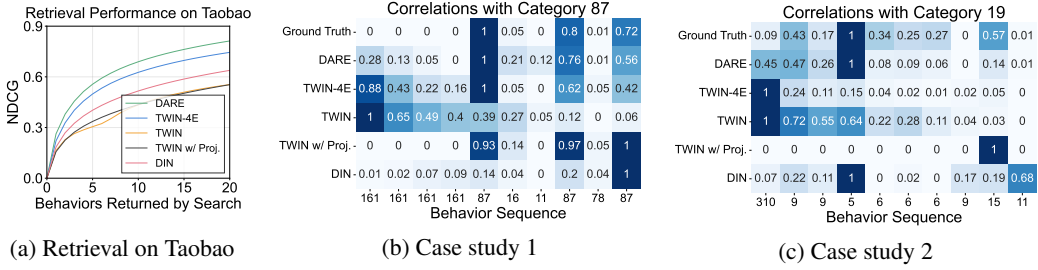 Retrieval Performance on Taobao
0.9
0.6
0.3
0.0
NDCG
DARE
TWIN-4E
TWIN
TWIN w/ Proj.
DIN
0 5 10 15 20
Behaviors Returned by Search
(a) Retrieval on Taobao
Correlations with Category 87
Ground Truth 0 0 0 0 1 0.05 0 0.8 0.01 0.72
DARE 0.28 0.13 0.05 0 1 0.21 0.12 0.76 0.01 0.56
TWIN-4E 0.88 0.43 0.22 0.16 1 0.05 0 0.62 0.05 0.42
TWIN 1 0.65 0.49 0.4 0.39 0.27 0.05 0.12 0 0.06
TWIN w/ Proj. 0 0 0 0 0.93 0.14 0 0.97 0.05 1
DIN 0.01 0.02 0.07 0.09 0.14 0.04 0 0.2 0.04 1
161 161 161 161 87 16 11 87 78 87
Behavior Sequence
(b) Case study 1
Correlations with Category 19
Ground Truth 0.09 0.43 0.17 1 0.34 0.25 0.27 0 0.57 0.01
DARE 0.45 0.47 0.26 1 0.08 0.09 0.06 0 0.14 0.01
TWIN-4E 1 0.24 0.11 0.15 0.04 0.02 0.01 0.02 0.05 0
TWIN 1 0.72 0.55 0.64 0.22 0.28 0.11 0.04 0.03 0
TWIN w/ Proj. 0 0 0 0 0 0 0 0 1 0
DIN 0.07 0.22 0.11 1 0 0.02 0 0.17 0.19 0.68
310 9 9 5 6 6 6 9 15 11
Behavior Sequence
(c) Case study 2